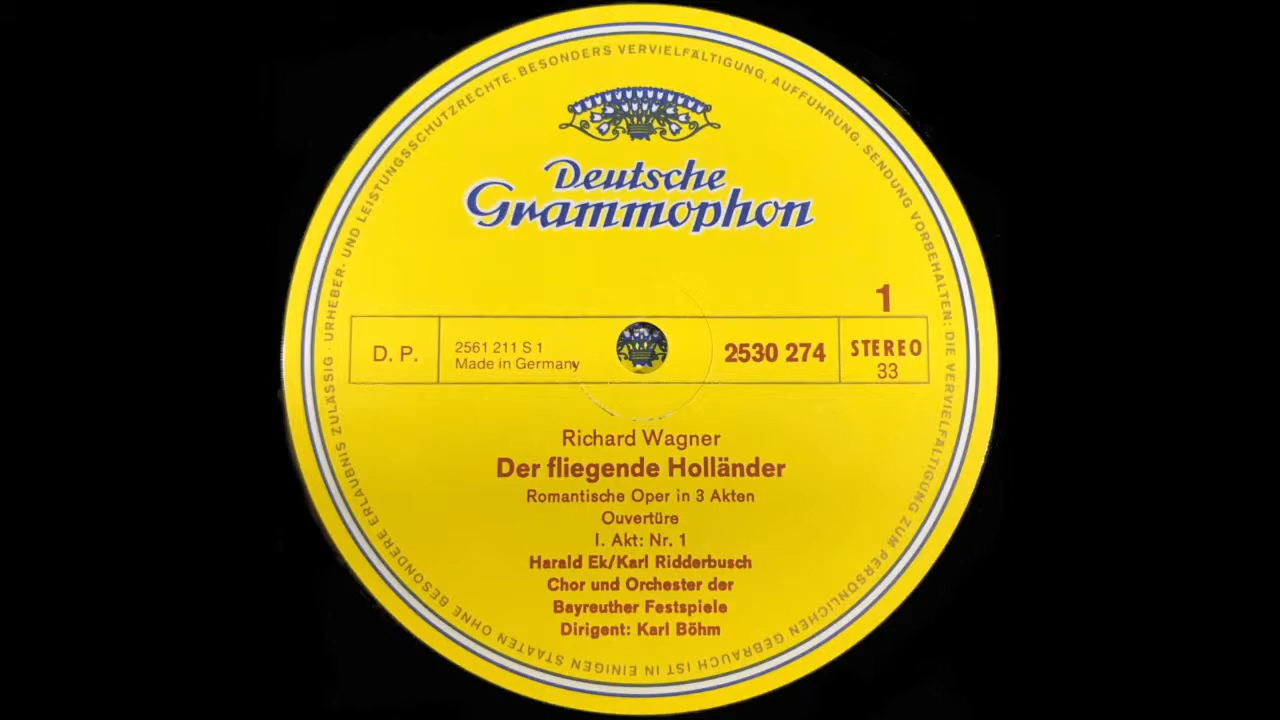 URHEBER- UND LEISTUNGSSCHUTZRECHTE, BESONDERS VERVIELFÄLTIGUNG, AUFFÜHRUNG, SENDUNG VORBEHALTEN; DIE VERVIELFÄLTIGUNG ZUM PERSÖNLICHEN GEBRAUCH IST IN EINIGEN STAATEN OHNE BESONDERE ERLAUBNIS ZULÄSSIG ·
Deutsche
Grammophon
1
D. P.
2561 211 S 1
Made in Germany
2530 274
STEREO
33
Richard Wagner
Der fliegende Holländer
Romantische Oper in 3 Akten
Ouvertüre
I. Akt: Nr. 1
Harald Ek/Karl Ridderbusch
Chor und Orchester der
Bayreuther Festspiele
Dirigent: Karl Böhm